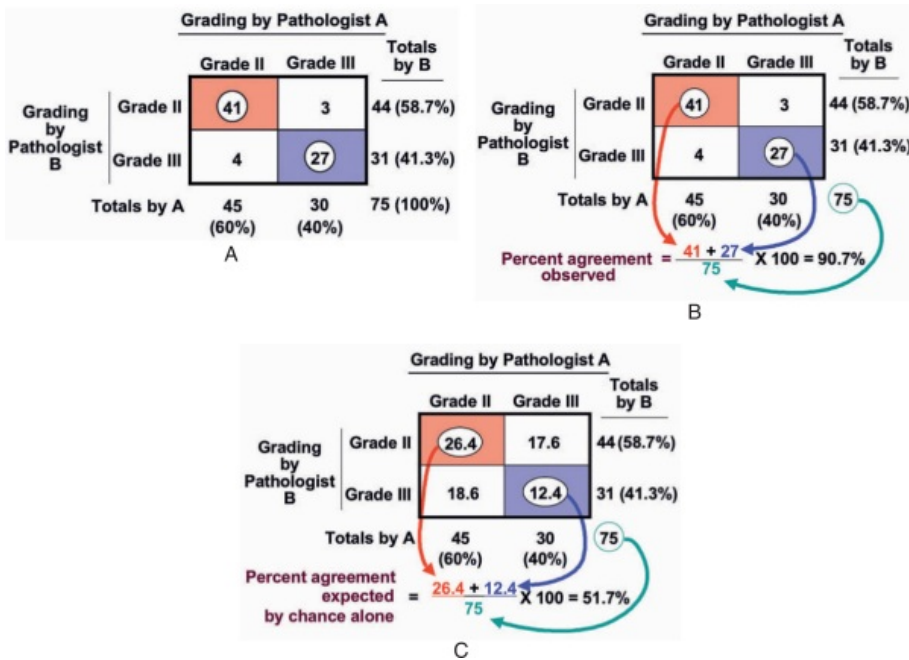 Grading by Pathologist A
Grade II Grade III Totals by B
Grading by Pathologist B
Grade II 41 3 44 (58.7%)
Grade III 4 27 31 (41.3%)
Totals by A 45 (60%) 30 (40%) 75 (100%)
A
Grading by Pathologist A
Grade II Grade III Totals by B
Grading by Pathologist B
Grade II 41 3 44 (58.7%)
Grade III 4 27 31 (41.3%)
Totals by A 45 (60%) 30 (40%) 75
Percent agreement observed = 41 + 27 / 75 X 100 = 90.7%
B
Grading by Pathologist A
Grade II Grade III Totals by B
Grading by Pathologist B
Grade II 26.4 17.6 44 (58.7%)
Grade III 18.6 12.4 31 (41.3%)
Totals by A 45 (60%) 30 (40%) 75
Percent agreement expected by chance alone = 26.4 + 12.4 / 75 X 100 = 51.7%
C